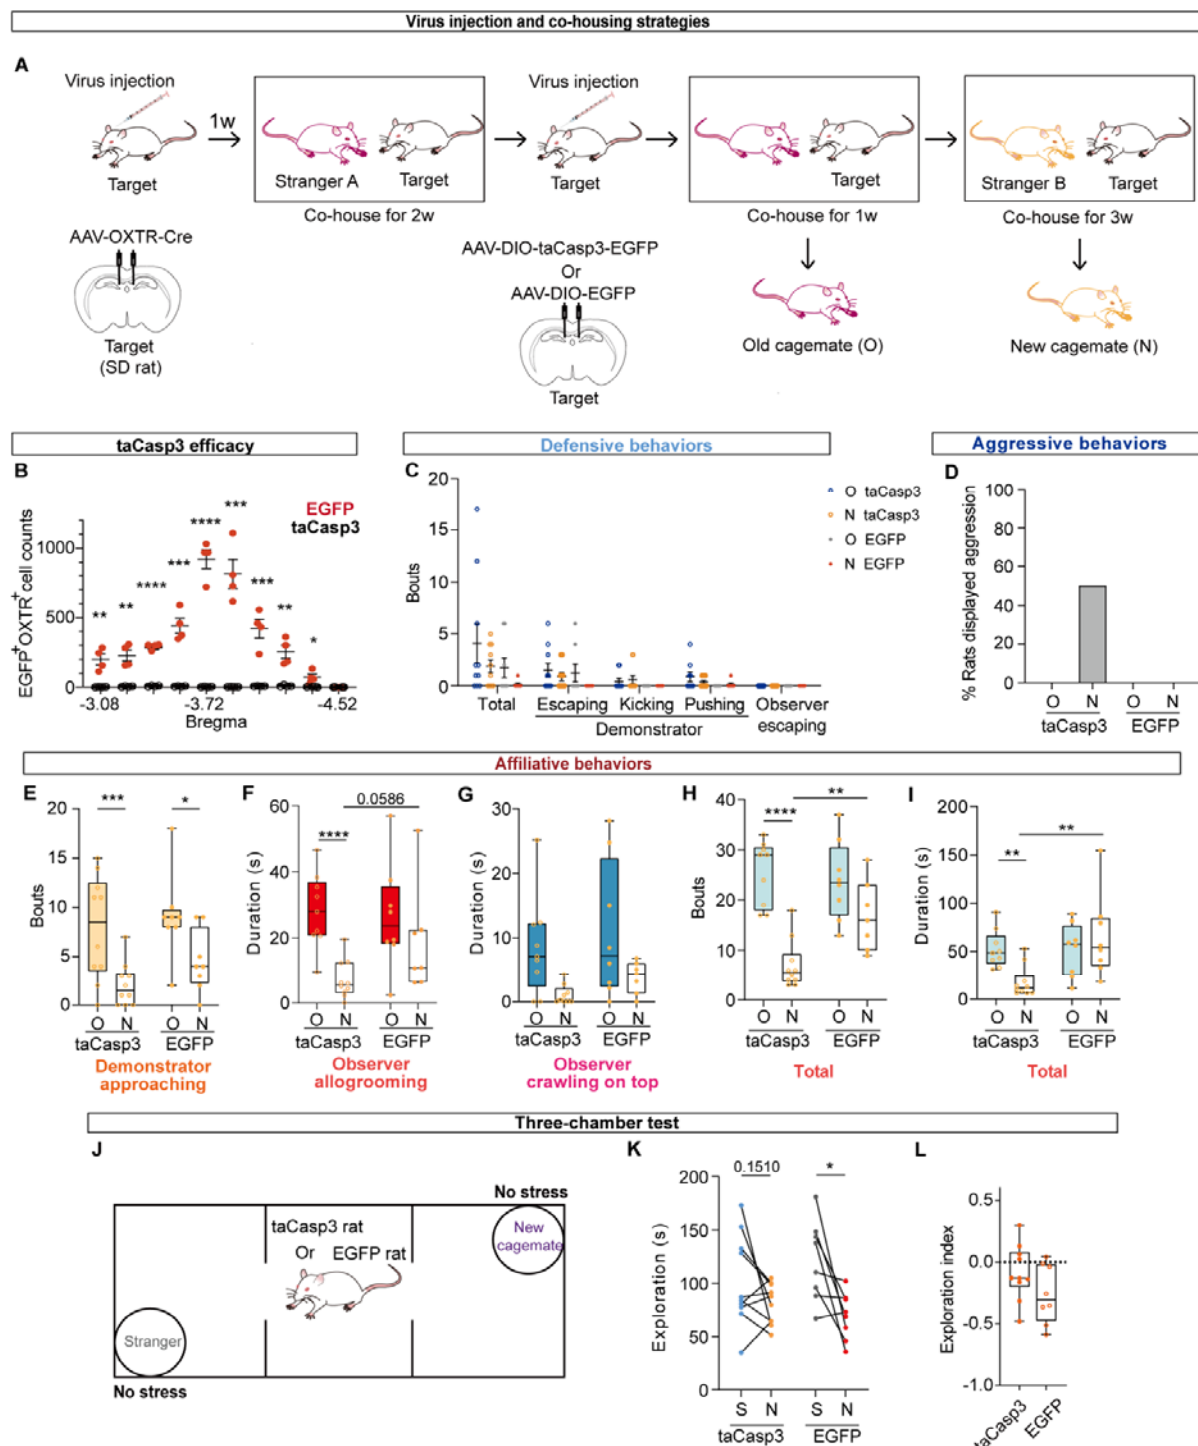 Virus injection and co-housing strategies
A
Virus injection
1w
Target
Stranger A
Target
Co-house for 2w
Virus injection
Target
Target
Co-house for 1w
Stranger B
Target
Co-house for 3w
AAV-OXTR-Cre
Target
(SD rat)
AAV-DIO-taCasp3-EGFP
Or
AAV-DIO-EGFP
Target
Old cagemate (O)
New cagemate (N)
taCasp3 efficacy
Defensive behaviors
Aggressive behaviors
B
EGFP
taCasp3
EGFP+OXTR+cell counts
1000
500
0
** ** **** *** **** *** *** ** *
-3.08 -3.72 -4.52
Bregma
C
Bouts
20
15
10
5
0
Total Escaping Kicking Pushing Observer
escaping
Demonstrator
O taCasp3
N taCasp3
O EGFP
N EGFP
D
% Rats displayed aggression
100
80
60
40
20
0
O N O N
taCasp3 EGFP
Affiliative behaviors
E
Bouts
20
15
10
5
0
*** *
O N O N
taCasp3 EGFP
Demonstrator
approaching
F
Duration (s)
60
40
20
0
0.0586
****
O N O N
taCasp3 EGFP
Observer
allogrooming
G
Duration (s)
30
20
10
0
O N O N
taCasp3 EGFP
Observer
crawling on top
H
Bouts
40
30
20
10
0
**
****
O N O N
taCasp3 EGFP
Total
I
Duration (s)
200
150
100
50
0
**
**
O N O N
taCasp3 EGFP
Total
Three-chamber test
J
No stress
taCasp3 rat
Or EGFP rat
New
cagemate
Stranger
No stress
K
Exploration (s)
200
150
100
50
0
0.1510 *
S N S N
taCasp3 EGFP
L
Exploration index
0.5
0.0
-0.5
-1.0
taCasp3
EGFP